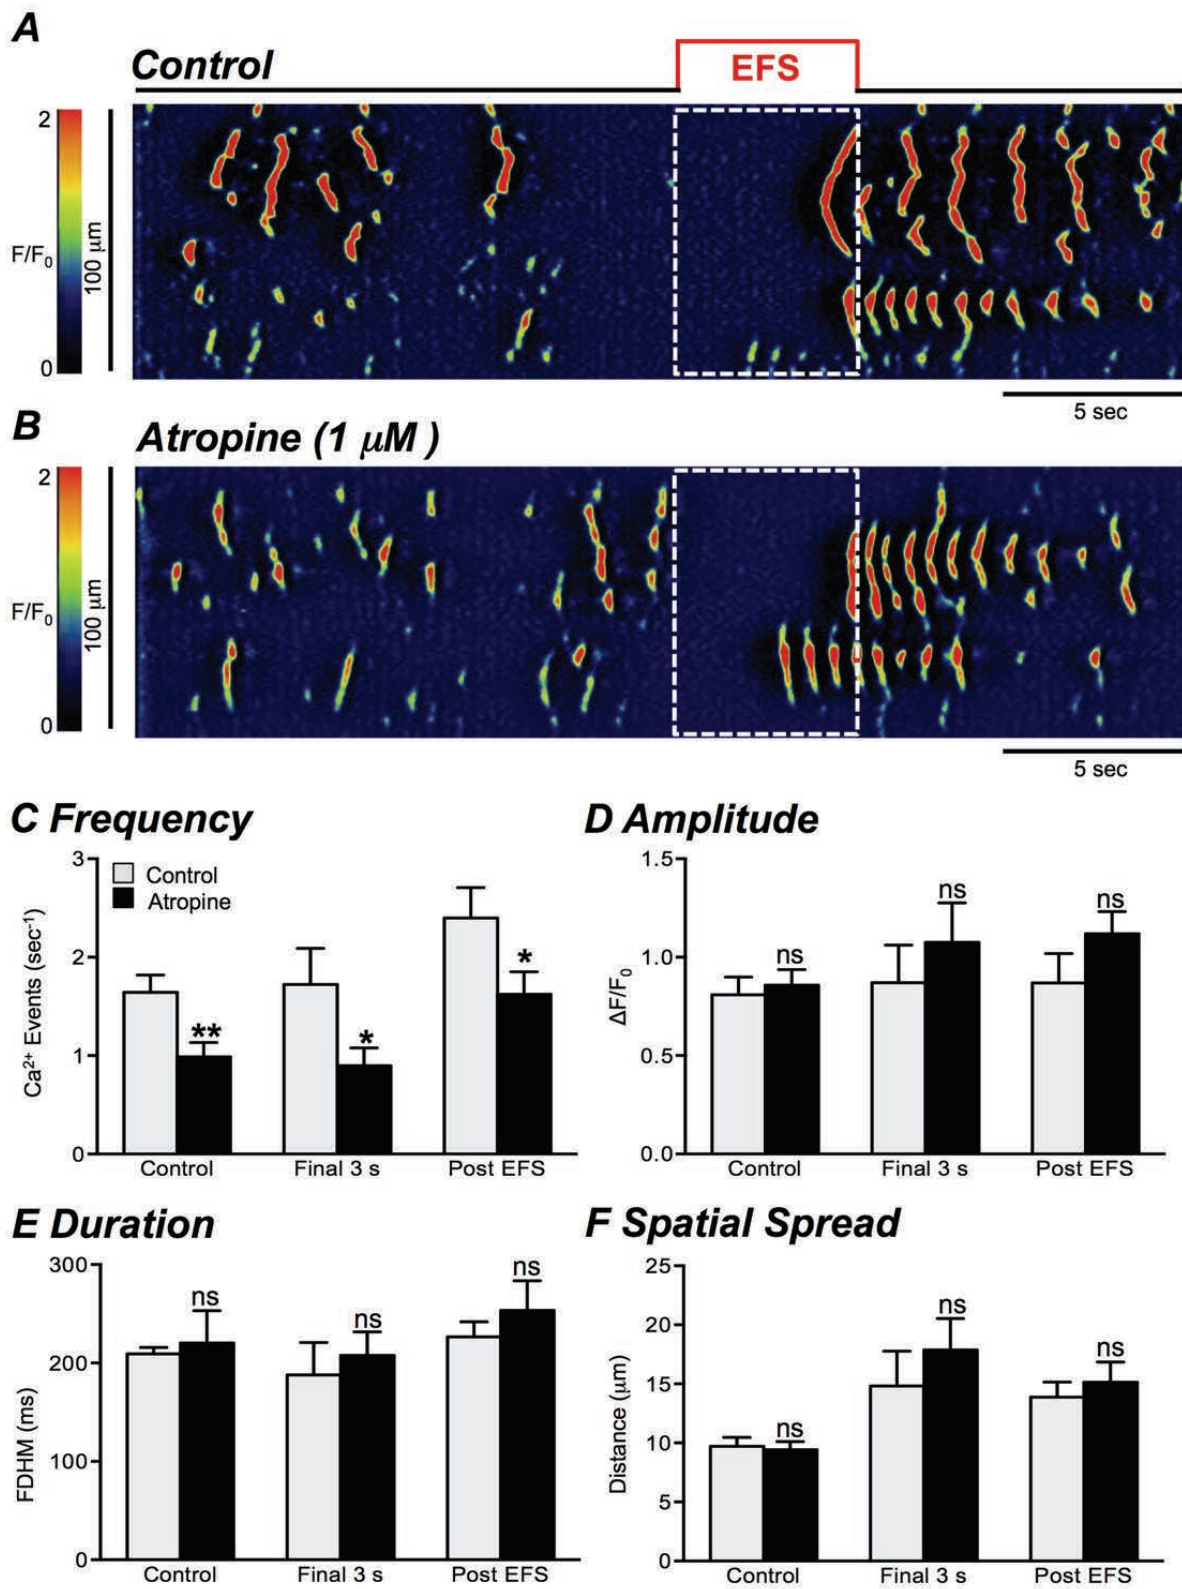 A
Control
EFS
2
F/F0
100 μm
0
5 sec
B
Atropine (1 μM )
2
F/F0
100 μm
0
5 sec
C Frequency
3
2
1
0
Ca2+ Events (sec-1)
Control
Atropine
**
*
*
Control Final 3 s Post EFS
D Amplitude
1.5
1.0
0.5
0.0
ΔF/F0
ns
ns
ns
Control Final 3 s Post EFS
E Duration
300
200
100
0
FDHM (ms)
ns
ns
ns
Control Final 3 s Post EFS
F Spatial Spread
25
20
15
10
5
0
Distance (μm)
ns
ns
ns
Control Final 3 s Post EFS